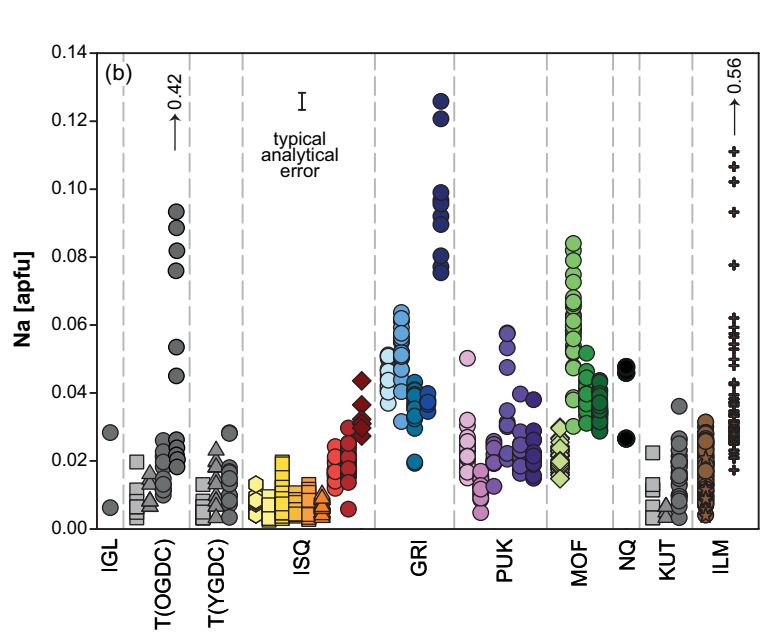 (b)
0.14
0.12
0.10
0.08
0.06
0.04
0.02
0.00
Na [apfu]
0.42
typical
analytical
error
0.56
IGL
T(OGDC)
T(YGDC)
ISQ
GRI
PUK
MOF
NQ
KUT
ILM